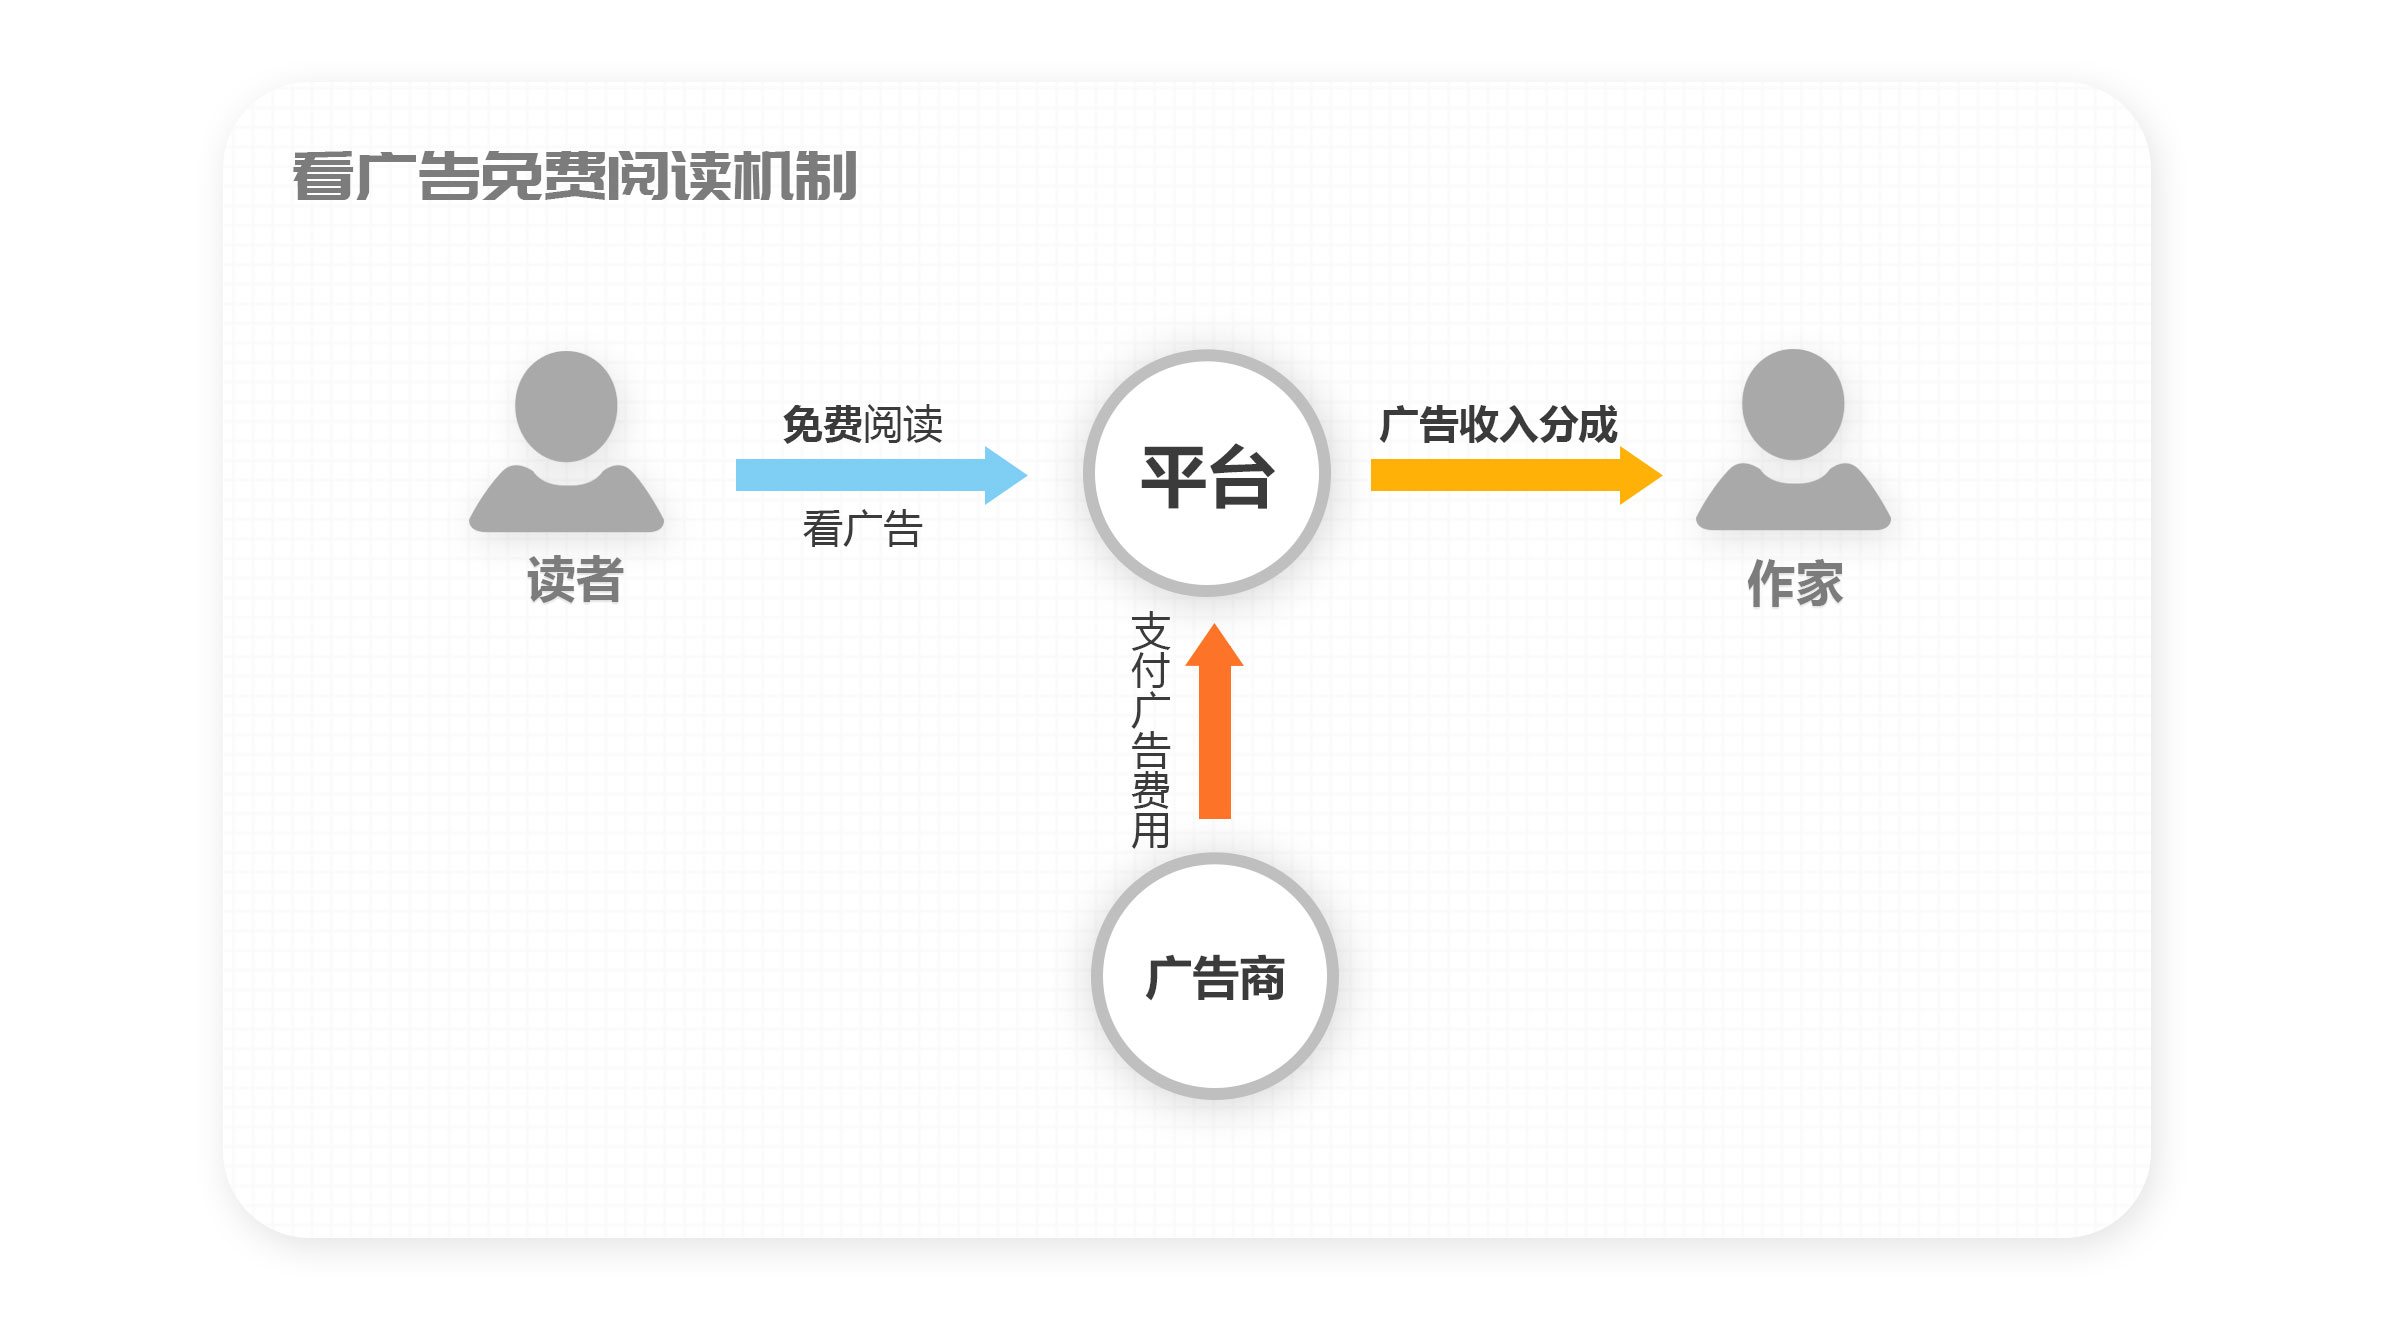 看广告免费阅读机制
免费阅读
看广告
读者
平台
广告收入分成
作家
支付广告费用
广告商